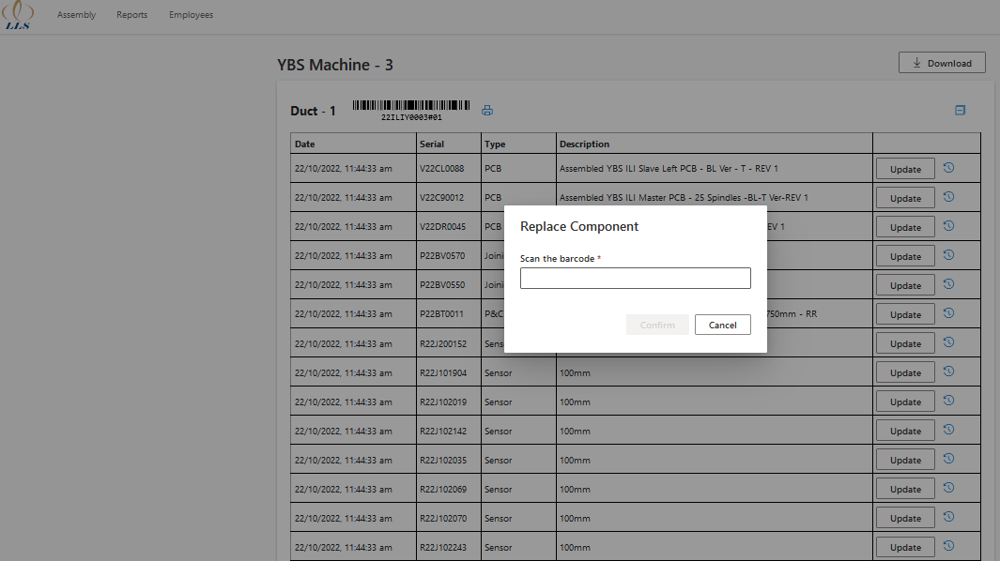 LLS
Assembly Reports Employees
YBS Machine - 3
Download
Duct - 1
22ILIY0003#01
Date Serial Type Description
22/10/2022, 11:44:33 am V22CL0088 PCB Assembled YBS ILI Slave Left PCB - BL Ver - T - REV 1 Update
22/10/2022, 11:44:33 am V22C90012 PCB Assembled YBS ILI Master PCB - 25 Spindles -BL-T Ver-REV 1 Update
22/10/2022, 11:44:33 am V22DR0045 PCB EV 1 Update
22/10/2022, 11:44:33 am P22BV0570 Joini Update
22/10/2022, 11:44:33 am P22BV0550 Joini Update
22/10/2022, 11:44:33 am P22BT0011 P&C 750mm - RR Update
22/10/2022, 11:44:33 am R22J200152 Sens Update
22/10/2022, 11:44:33 am R22J101904 Sensor 100mm Update
22/10/2022, 11:44:33 am R22J102019 Sensor 100mm Update
22/10/2022, 11:44:33 am R22J102142 Sensor 100mm Update
22/10/2022, 11:44:33 am R22J102035 Sensor 100mm Update
22/10/2022, 11:44:33 am R22J102069 Sensor 100mm Update
22/10/2022, 11:44:33 am R22J102070 Sensor 100mm Update
22/10/2022, 11:44:33 am R22J102243 Sensor 100mm Update
Replace Component
Scan the barcode *
Confirm Cancel